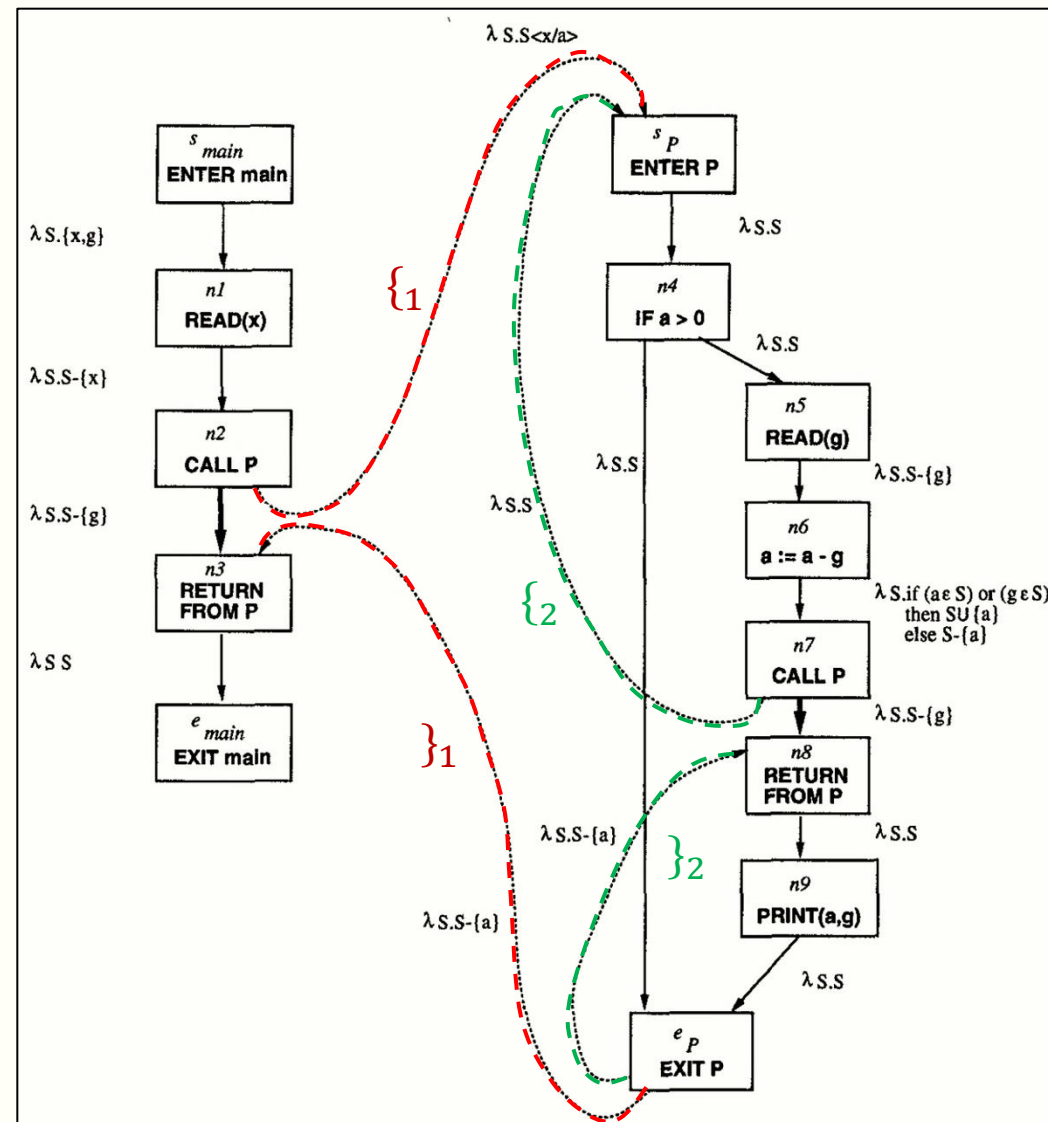 λ S.S<x/a>
s main
ENTER main
λ S.{x,g}
n1
READ(x)
λ S.S-{x}
n2
CALL P
λ S.S-{g}
n3
RETURN
FROM P
λ S S
e main
EXIT main
{1
}1
s P
ENTER P
λ S.S
n4
IF a > 0
λ S.S
n5
READ(g)
λ S.S
λ S.S-{g}
n6
a := a - g
λ S.S
{2
λ S.if (a ε S) or (g ε S)
then S∪{a}
else S-{a}
n7
CALL P
λ S.S-{g}
n8
RETURN
FROM P
λ S.S-{a}
}2
λ S.S
n9
PRINT(a,g)
λ S.S-{a}
λ S.S
e P
EXIT P